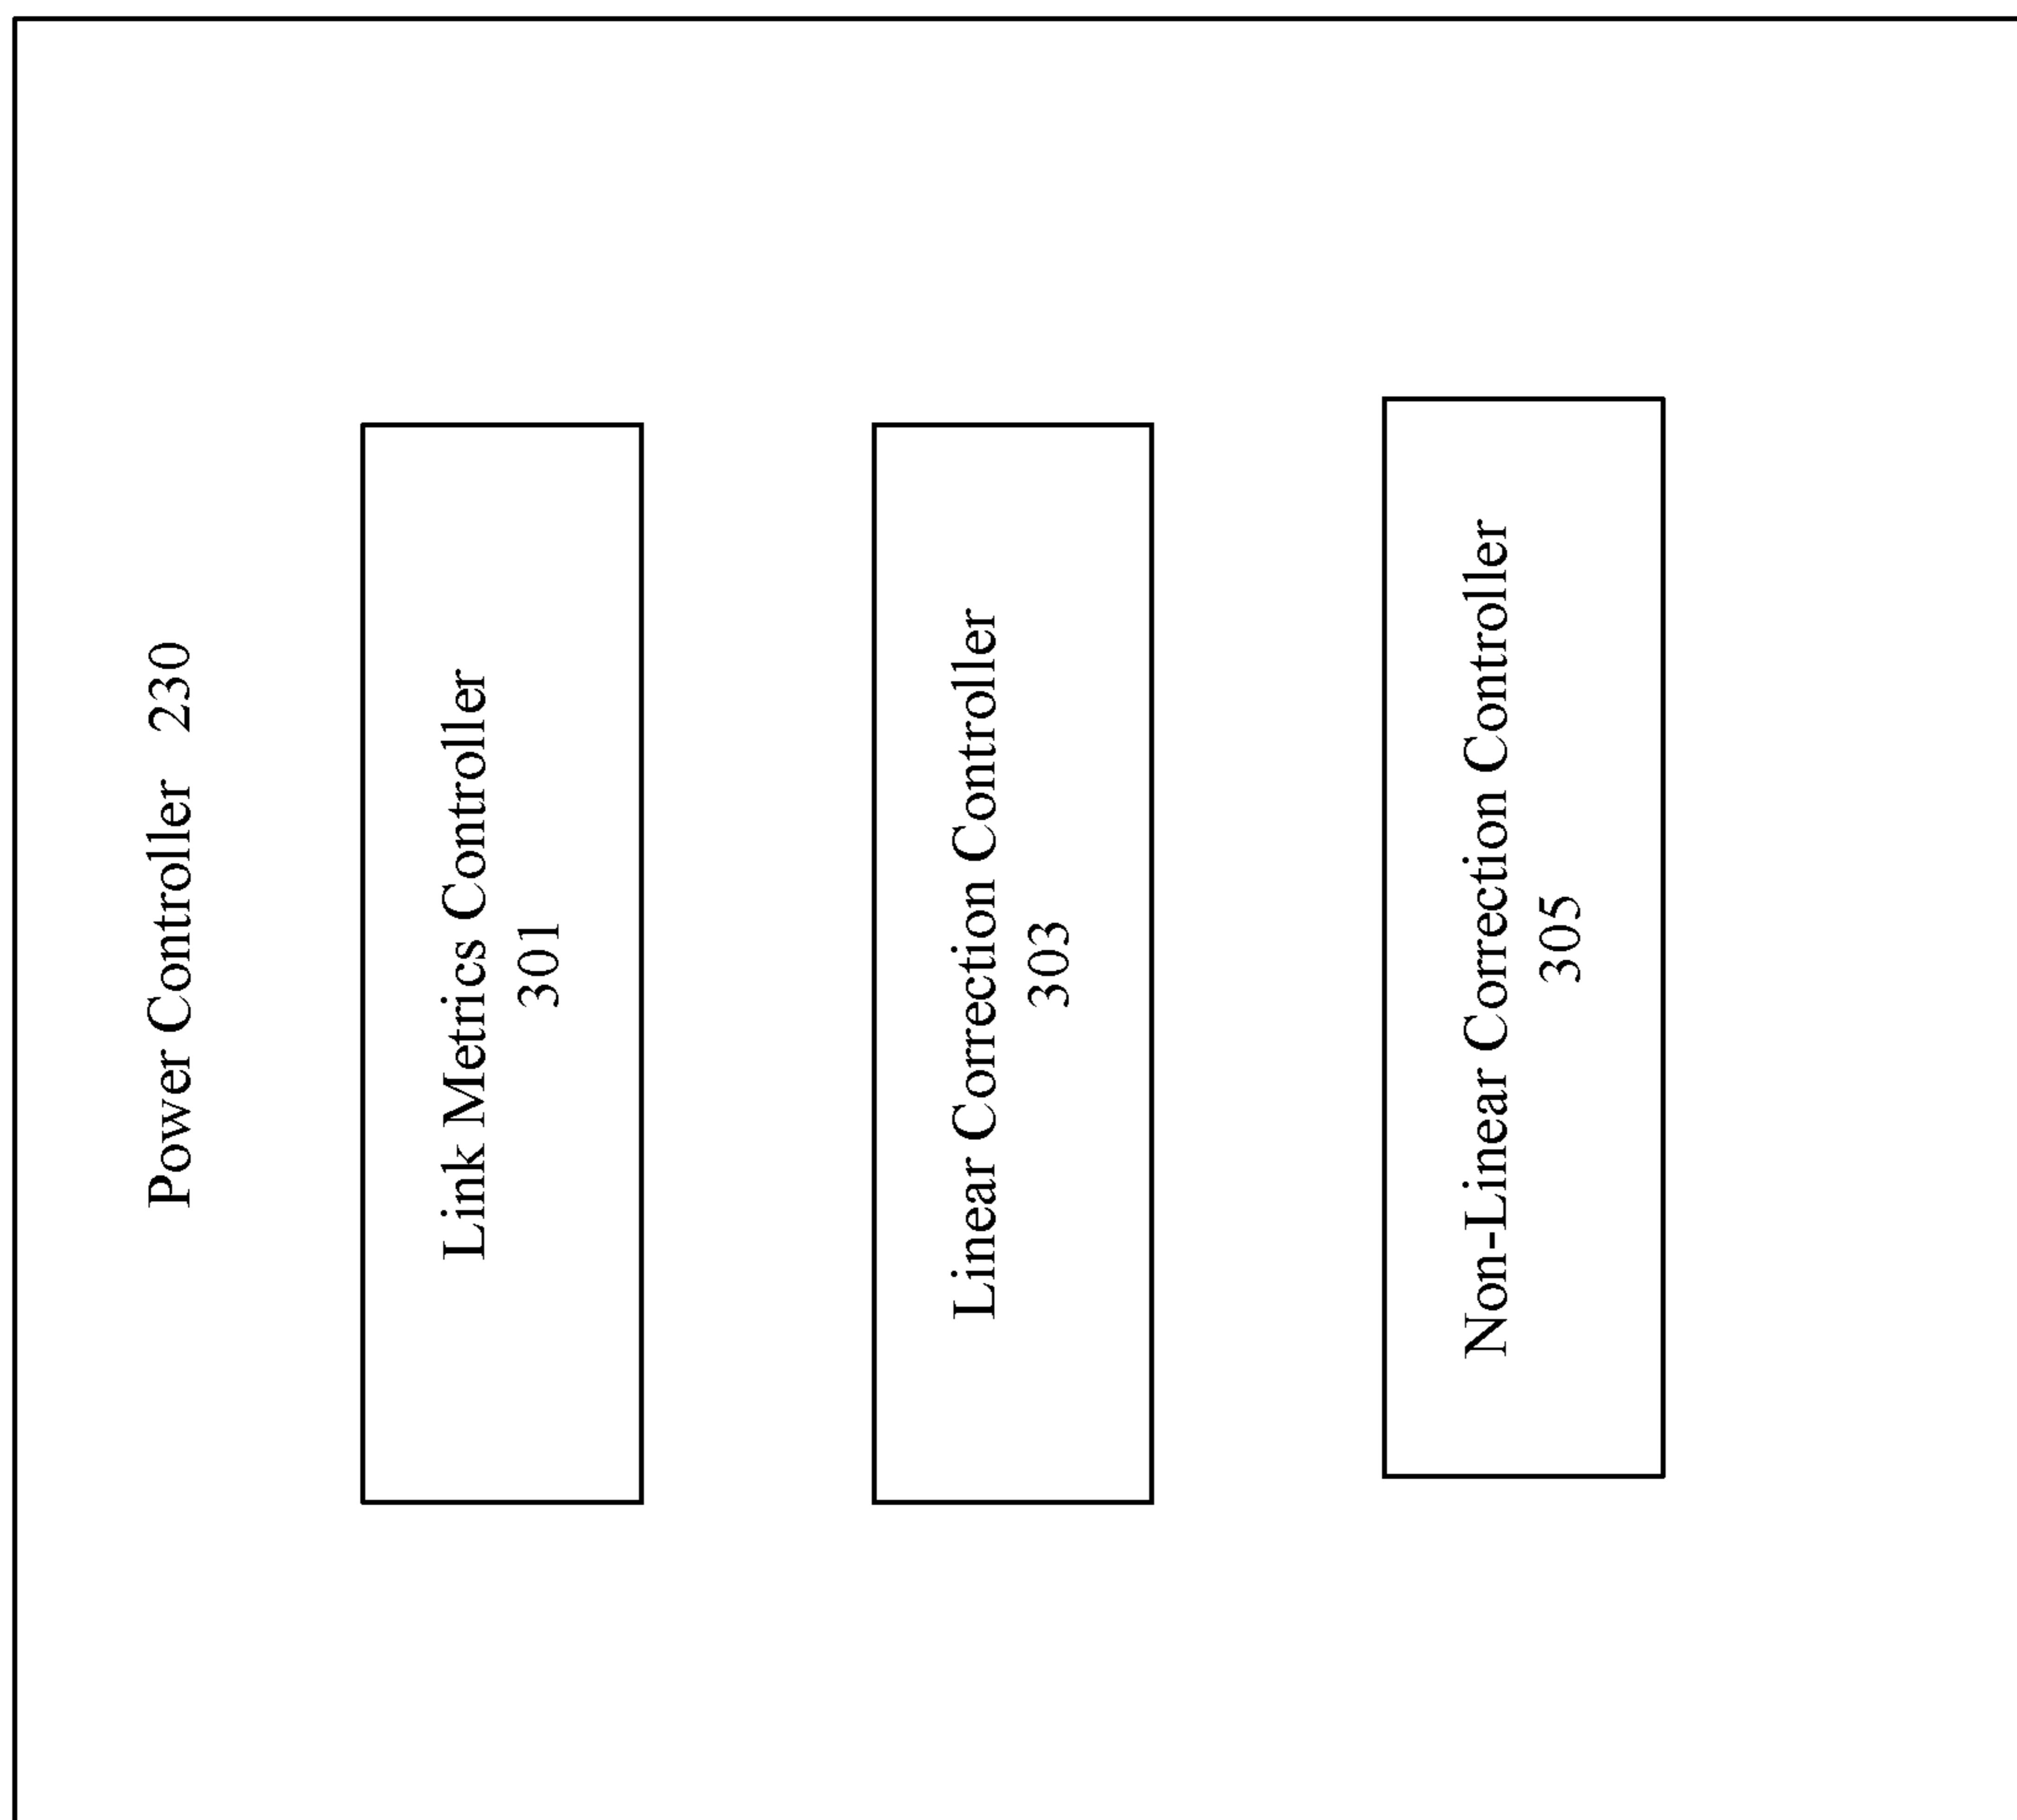 Power Controller 230
Link Metrics Controller
301
Linear Correction Controller
303
Non-Linear Correction Controller
305